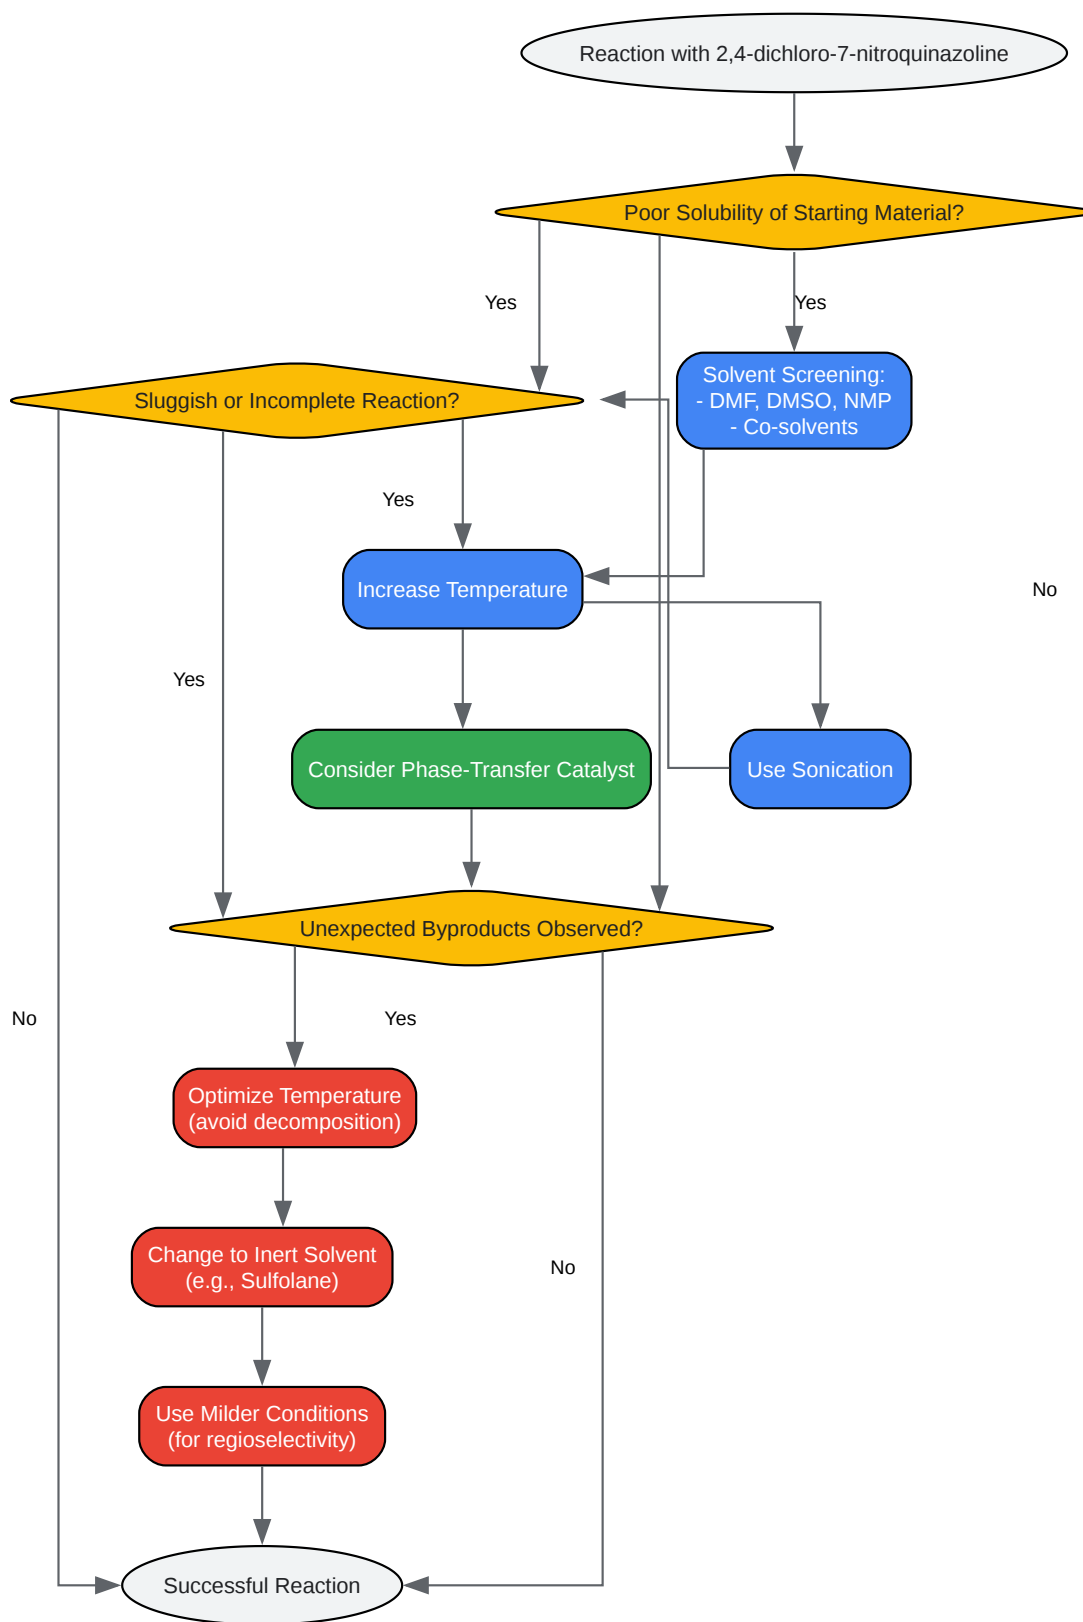 Reaction with 2,4-dichloro-7-nitroquinazoline
Poor Solubility of Starting Material?
Yes
Yes
Solvent Screening:
- DMF, DMSO, NMP
- Co-solvents
Sluggish or Incomplete Reaction?
Yes
Increase Temperature
No
Yes
Consider Phase-Transfer Catalyst
Use Sonication
Unexpected Byproducts Observed?
No
Yes
Optimize Temperature
(avoid decomposition)
Change to Inert Solvent
(e.g., Sulfolane)
No
Use Milder Conditions
(for regioselectivity)
Successful Reaction